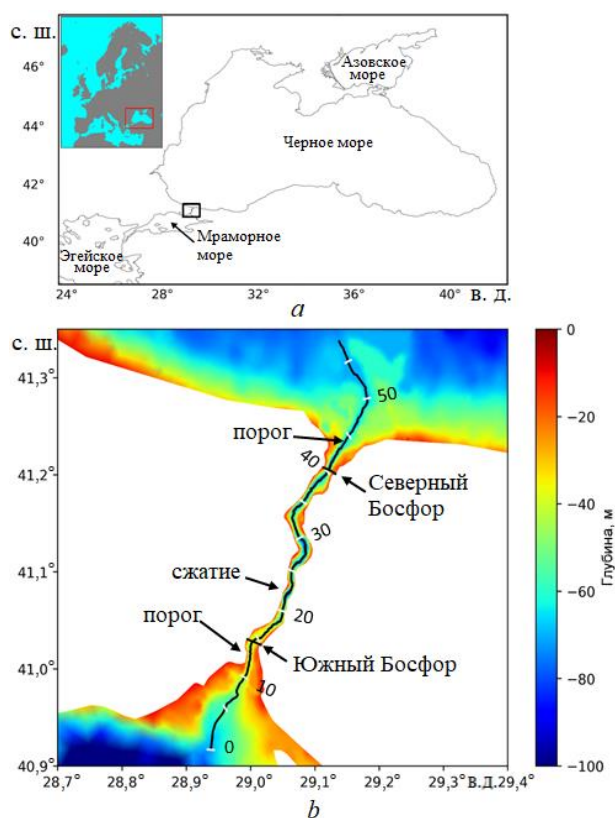 с. ш.
46°
44°
42°
40°
Азовское
море
Черное море
Мраморное
море
Эгейское
море
24°
28°
32°
36°
40°
в. д.
a
с. ш.
41,3°
41,2°
41,1°
41,0°
40,9°
50
порог
40
Северный
Босфор
30
сжатие
20
порог
Южный Босфор
10
0
28,7°
28,8°
28,9°
29,0°
29,1°
29,2°
29,3°
в.д.
29,4°
b
0
−20
−40
−60
−80
−100
Глубина, м